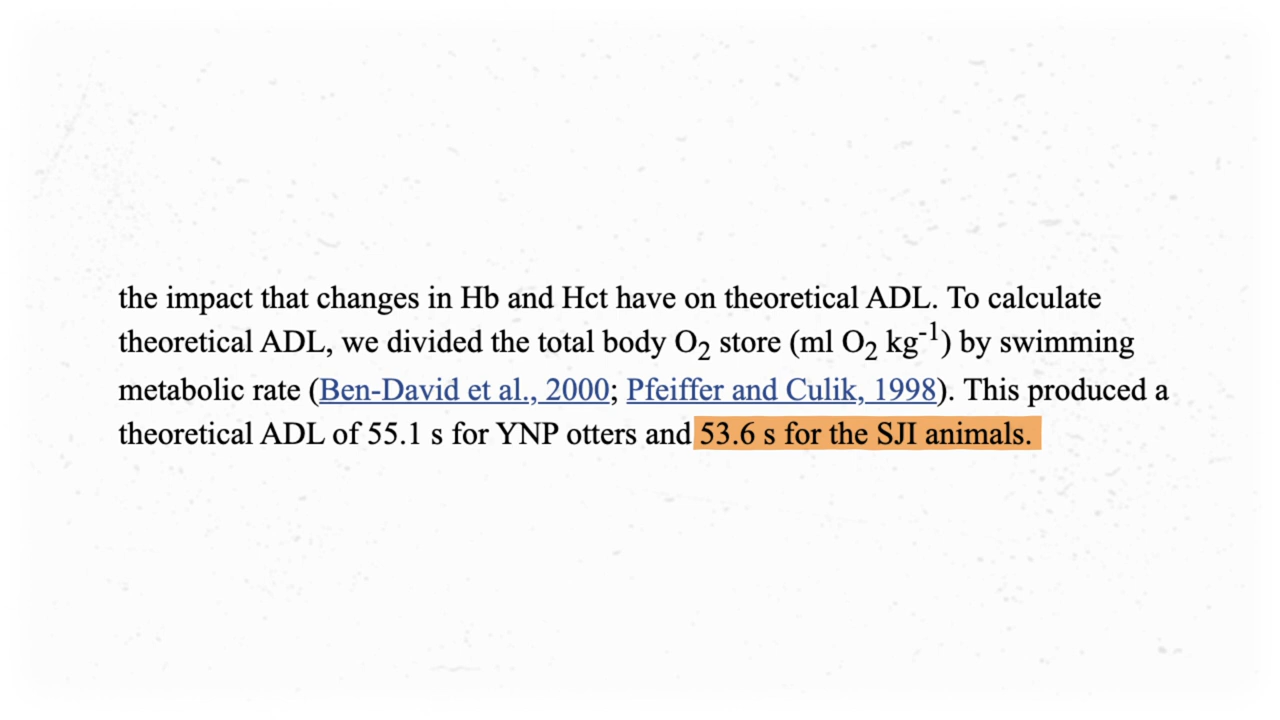 the impact that changes in Hb and Hct have on theoretical ADL. To calculate
theoretical ADL, we divided the total body O₂ store (ml O₂ kg⁻¹) by swimming
metabolic rate (Ben-David et al., 2000; Pfeiffer and Culik, 1998). This produced a
theoretical ADL of 55.1 s for YNP otters and 53.6 s for the SJI animals.